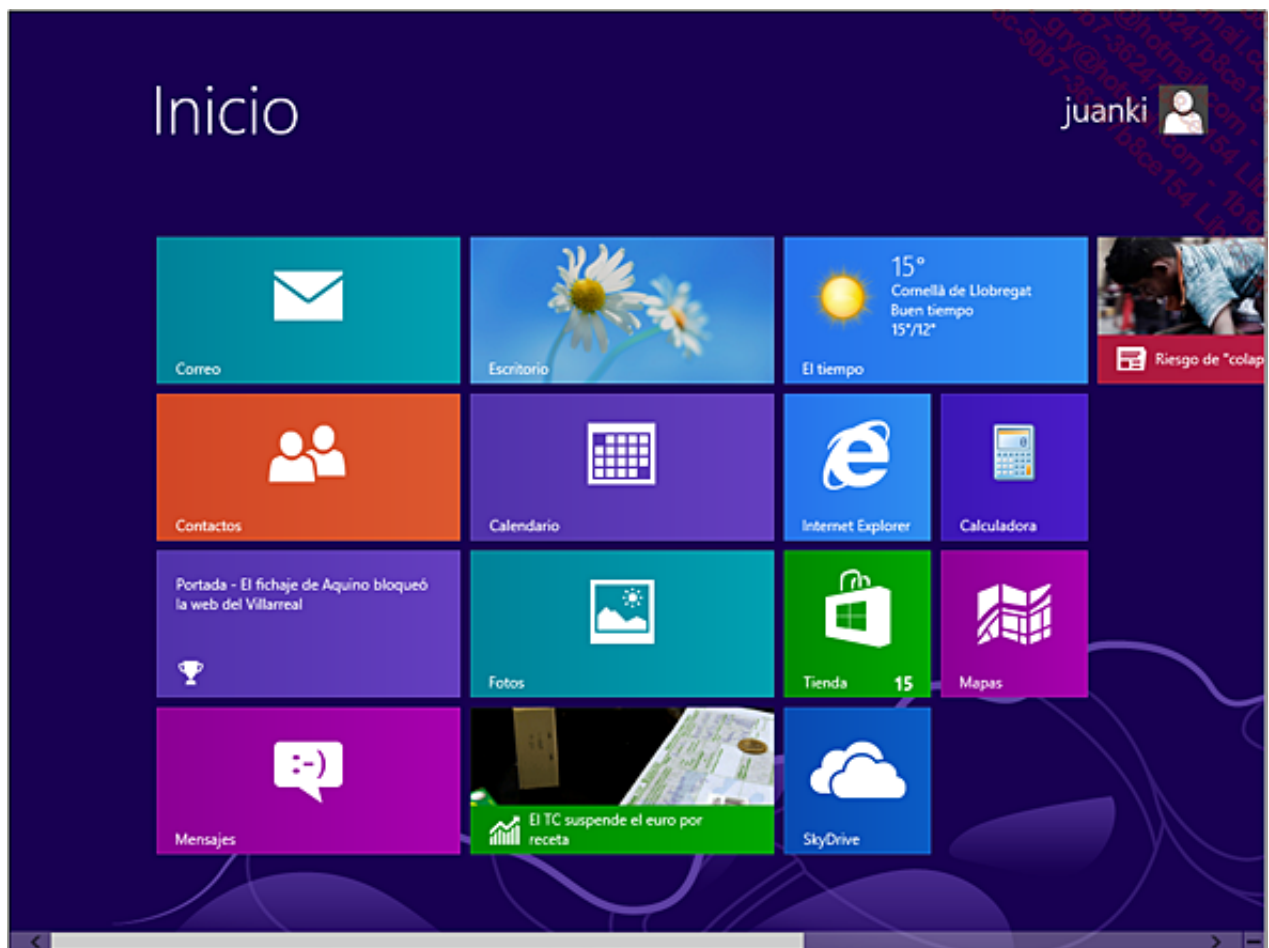 Inicio
juanki
Correo
Escritorio
15°
Cornellà de Llobregat
Buen tiempo
15°/12°
El tiempo
Riesgo de "colap
Contactos
Calendario
Internet Explorer
Calculadora
Portada - El fichaje de Aquino bloqueó
la web del Villarreal
Fotos
Tienda 15
Mapas
Mensajes
:-)
El TC suspende el euro por
receta
SkyDrive